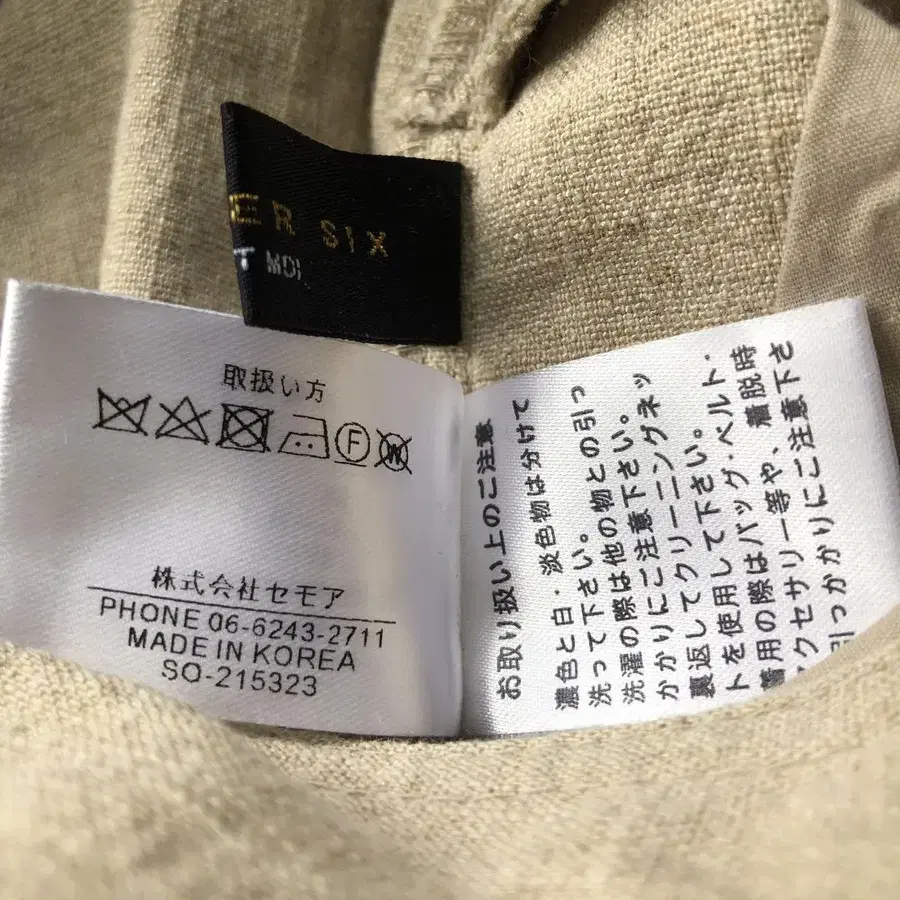 ER SIX
T MDI
取扱い方
F
W
株式会社セモア
PHONE 06-6243-2711
MADE IN KOREA
SO-215323
お取り扱い上のご注意
濃色と白・淡色物は分けて
洗って下さい。
洗濯の際は他の物との引っ
かかりにご注意下さい。
裏返してクリーニングネッ
トを使用して下さい。
着用の際はバッグ・ベルト・
アクセサリー等や、着脱時
引っかかりにご注意下さ